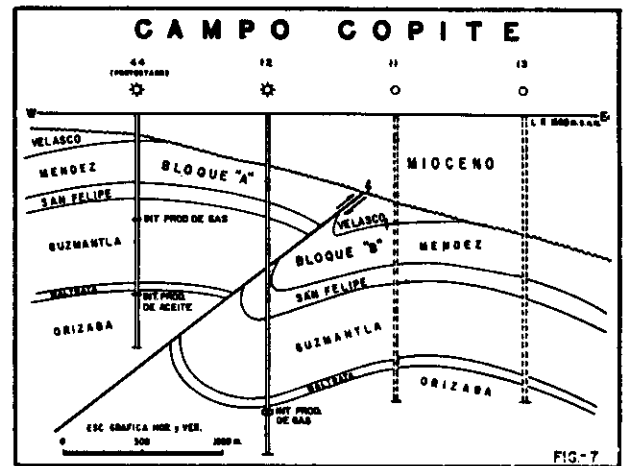 CAMPO COPITE
44 12 11 13
(PROYECTADO)
W E
VELASCO
MENDEZ
BLOQUE "A"
MIOCENO
SAN FELIPE
VELASCO
INT PROD DE GAS
GUZMANTLA
BLOQUE "B"
MENDEZ
SAN FELIPE
MALTRATA
INT. PROD.
DE ACEITE
GUZMANTLA
ORIZABA
MALTRATA
ORIZABA
INT PROD.
DE GAS
ESC GRAFICA HOR y VER.
0 500 1000 m.
FIG.-7